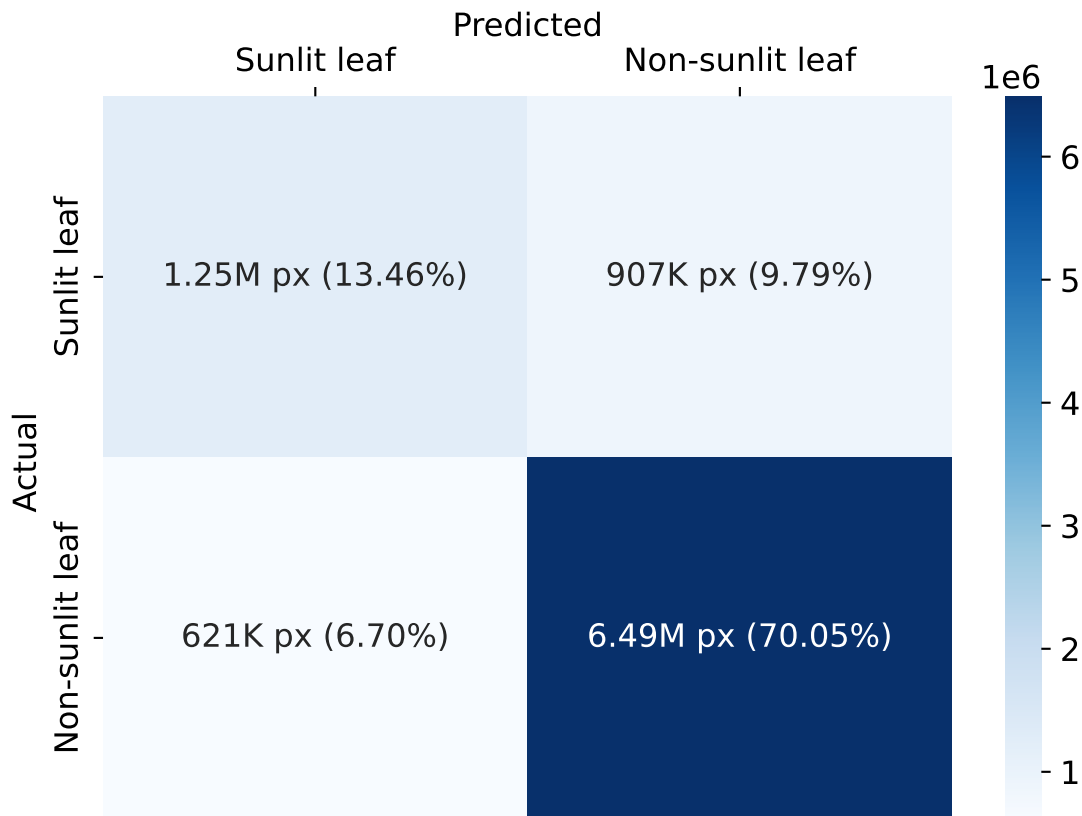 Predicted
Sunlit leaf
Non-sunlit leaf
1e6
Actual
Sunlit leaf
1.25M px (13.46%)
907K px (9.79%)
Non-sunlit leaf
621K px (6.70%)
6.49M px (70.05%)
6
5
4
3
2
1